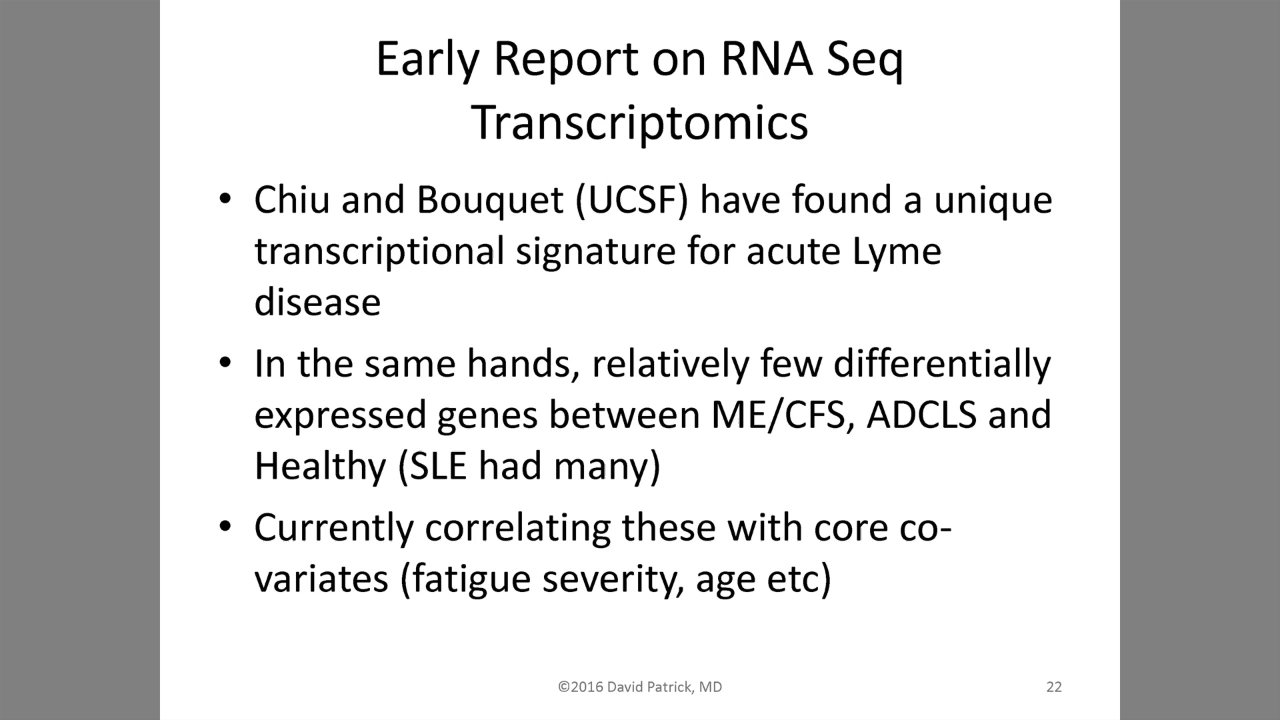 Early Report on RNA Seq
Transcriptomics
• Chiu and Bouquet (UCSF) have found a unique
transcriptional signature for acute Lyme
disease
• In the same hands, relatively few differentially
expressed genes between ME/CFS, ADCLS and
Healthy (SLE had many)
• Currently correlating these with core co-
variates (fatigue severity, age etc)
©2016 David Patrick, MD
22